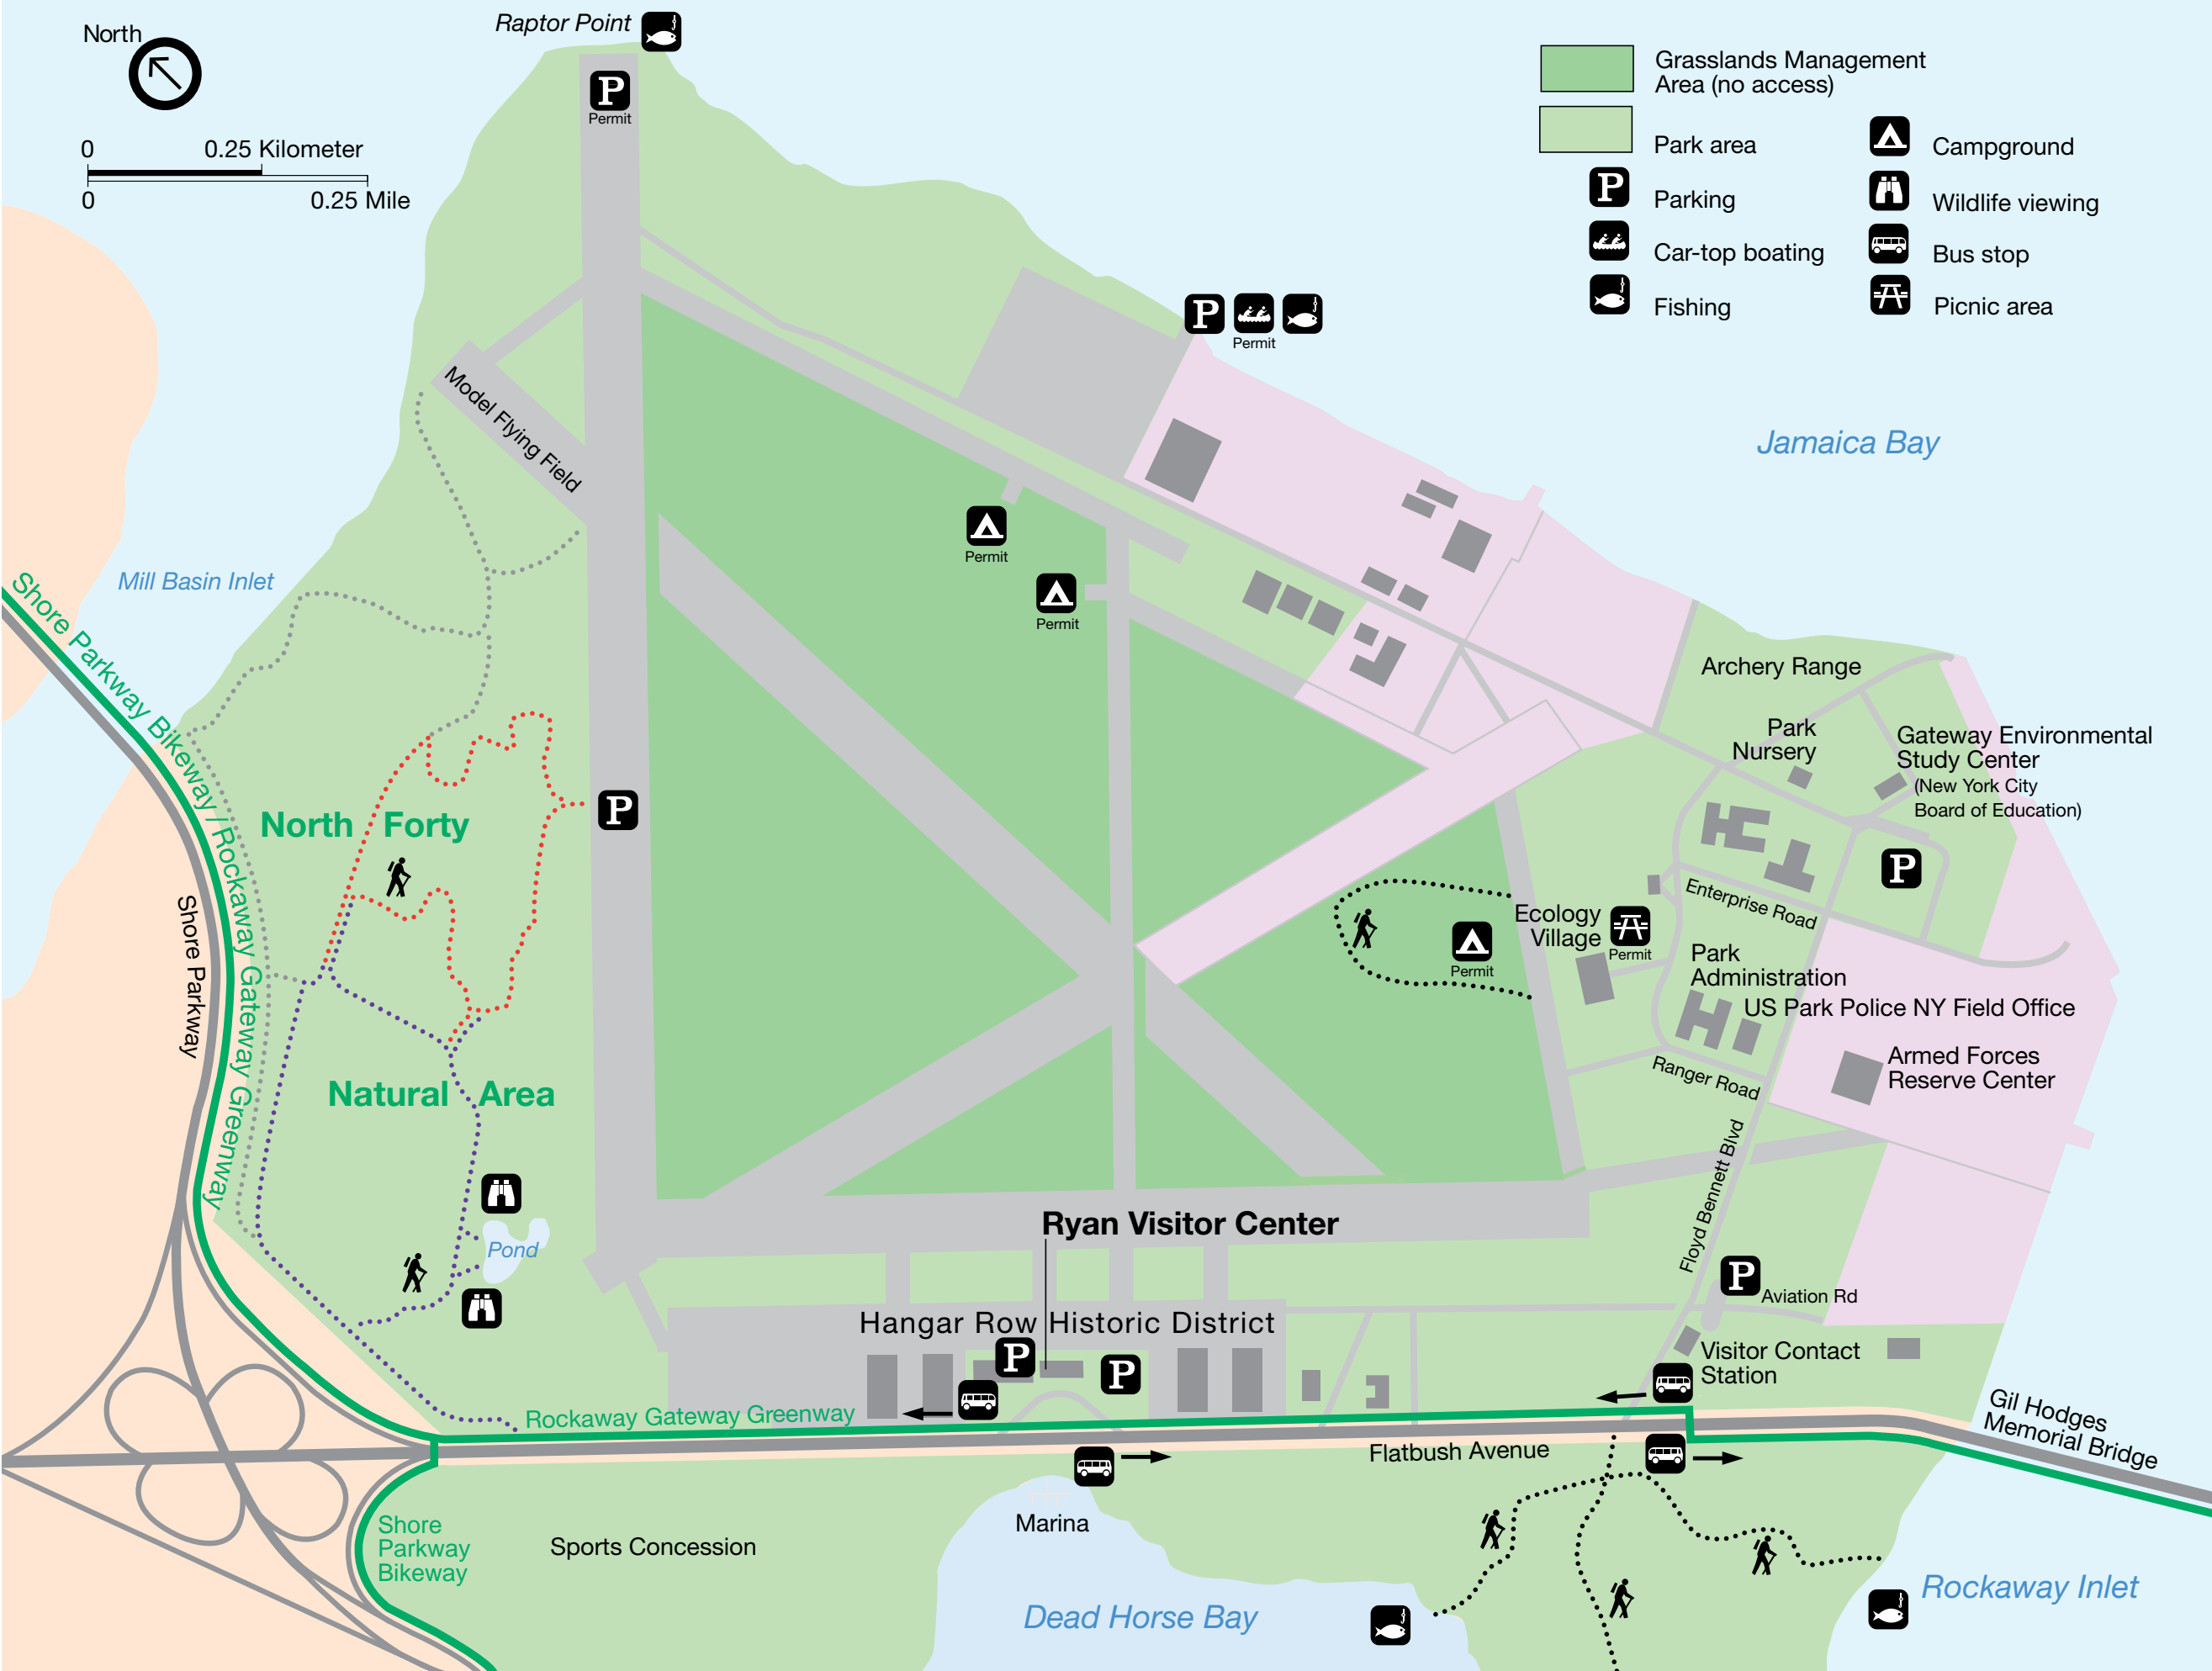 North
0
0.25 Kilometer
0
0.25 Mile
Raptor Point
P
Permit
Grasslands Management
Area (no access)
Park area
P
Parking
Car-top boating
Fishing
Campground
Wildlife viewing
Bus stop
Picnic area
P
Permit
Model Flying Field
Jamaica Bay
Permit
Permit
Mill Basin Inlet
Shore Parkway Bikeway / Rockaway Gateway Greenway
Shore Parkway
North Forty
P
Natural Area
Pond
Archery Range
Park
Nursery
Gateway Environmental
Study Center
(New York City
Board of Education)
P
Enterprise Road
Ecology
Village
Permit
Permit
Park
Administration
US Park Police NY Field Office
Armed Forces
Reserve Center
Ranger Road
Floyd Bennett Blvd
Ryan Visitor Center
Hangar Row Historic District
P
P
P
Aviation Rd
Visitor Contact
Station
Rockaway Gateway Greenway
Flatbush Avenue
Gil Hodges
Memorial Bridge
Marina
Shore
Parkway
Bikeway
Sports Concession
Dead Horse Bay
Rockaway Inlet